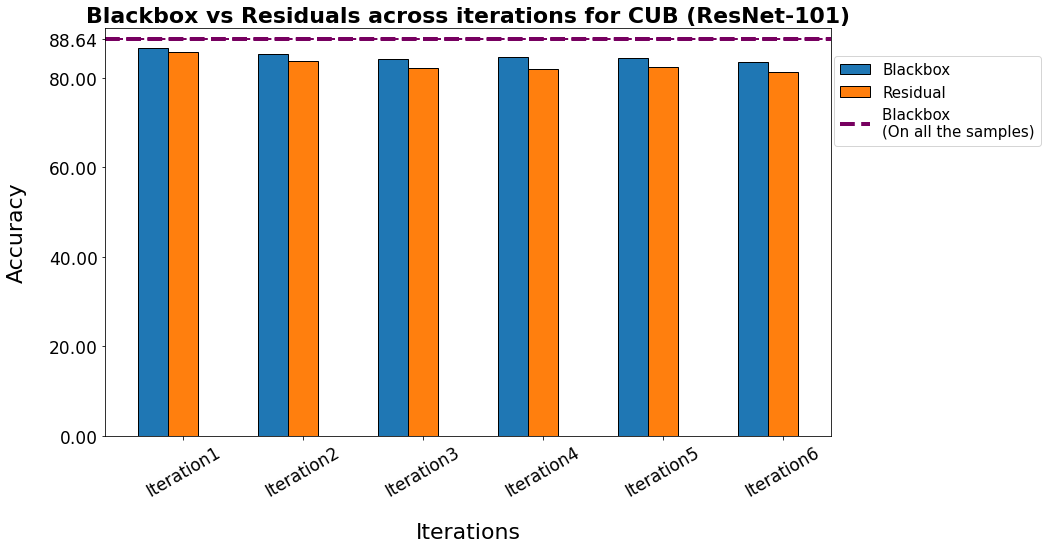 Blackbox vs Residuals across iterations for CUB (ResNet-101)
88.64
80.00
60.00
40.00
20.00
0.00
Accuracy
Iteration1
Iteration2
Iteration3
Iteration4
Iteration5
Iteration6
Iterations
Blackbox
Residual
Blackbox
(On all the samples)